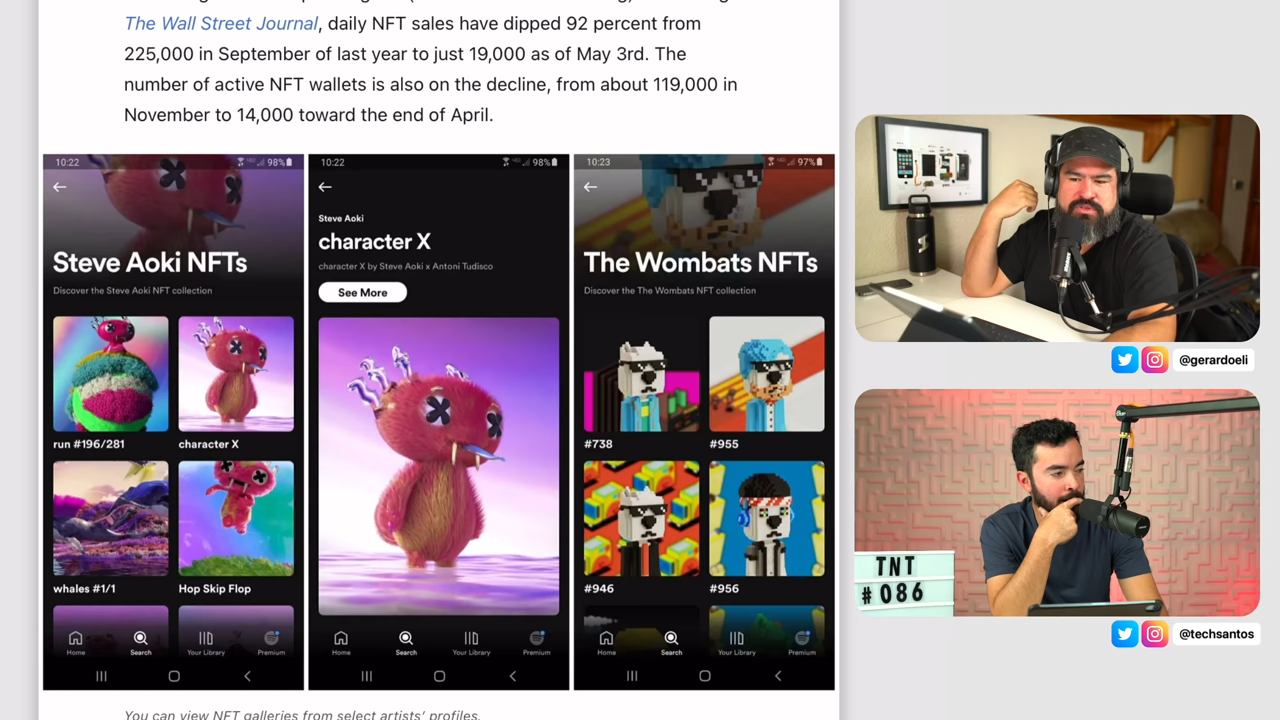 The Wall Street Journal, daily NFT sales have dipped 92 percent from
225,000 in September of last year to just 19,000 as of May 3rd. The
number of active NFT wallets is also on the decline, from about 119,000 in
November to 14,000 toward the end of April.
10:22
98%
Steve Aoki NFTs
Discover the Steve Aoki NFT collection
run #196/281
character X
whales #1/1
Hop Skip Flop
Home
Search
Your Library
Premium
10:22
98%
Steve Aoki
character X
character X by Steve Aoki x Antoni Tudisco
See More
Home
Search
Your Library
Premium
10:23
97%
The Wombats NFTs
Discover the The Wombats NFT collection
#738
#955
#946
#956
Home
Search
Your Library
Premium
You can view NFT galleries from select artists’ profiles.
@gerardoeli
TNT
#086
@techsantos